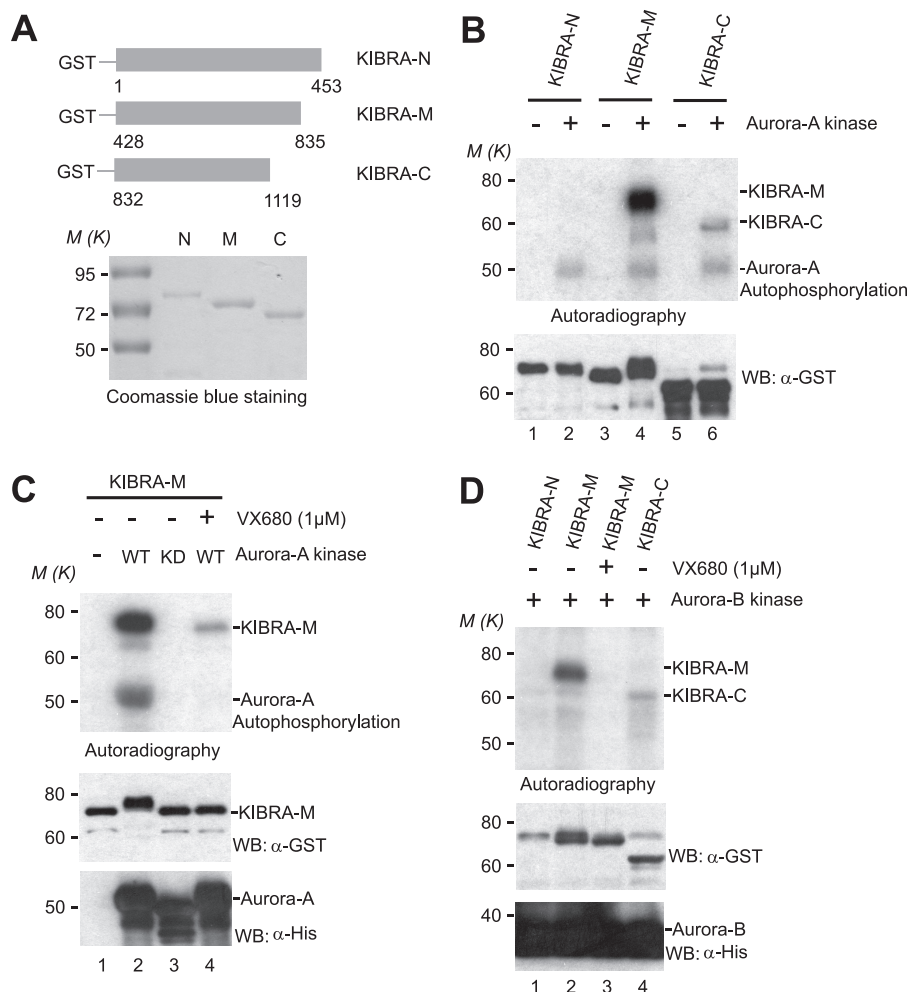 A
GST KIBRA-N
1 453
GST KIBRA-M
428 835
GST KIBRA-C
832 1119
M (K) N M C
95
72
50
Coomassie blue staining
B
KIBRA-N KIBRA-M KIBRA-C
- + - + - + Aurora-A kinase
M (K)
80
KIBRA-M
60
KIBRA-C
50
Aurora-A
Autophosphorylation
Autoradiography
80
WB: α-GST
60
1 2 3 4 5 6
C
KIBRA-M
- - - + VX680 (1μM)
- WT KD WT Aurora-A kinase
M (K)
80
KIBRA-M
60
50
Aurora-A
Autophosphorylation
Autoradiography
80
KIBRA-M
60
WB: α-GST
50
Aurora-A
WB: α-His
1 2 3 4
D
KIBRA-N KIBRA-M KIBRA-M KIBRA-C
- - + - VX680 (1μM)
+ + + + Aurora-B kinase
M (K)
80
KIBRA-M
60
KIBRA-C
50
Autoradiography
80
WB: α-GST
60
40
Aurora-B
WB: α-His
1 2 3 4